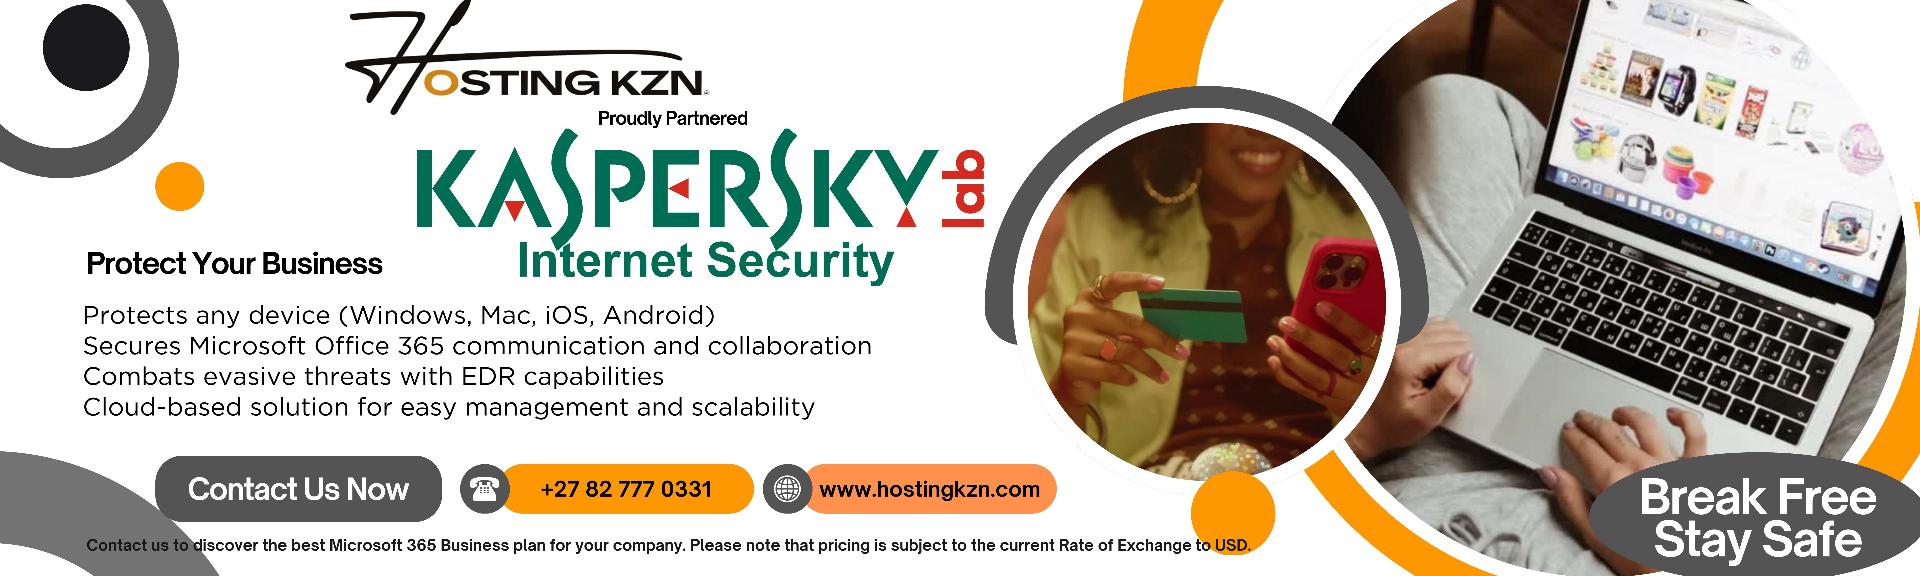 HOSTING KZN
Proudly Partnered
KASPERSKY lab
Internet Security
Protect Your Business
Protects any device (Windows, Mac, iOS, Android)
Secures Microsoft Office 365 communication and collaboration
Combats evasive threats with EDR capabilities
Cloud-based solution for easy management and scalability
Contact Us Now
+27 82 777 0331
www.hostingkzn.com
Contact us to discover the best Microsoft 365 Business plan for your company. Please note that pricing is subject to the current Rate of Exchange to USD.
Break Free
Stay Safe